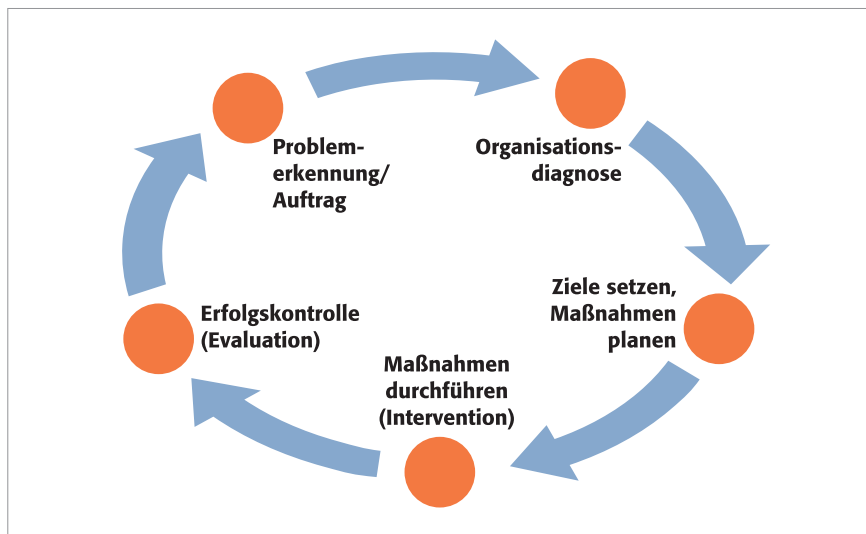 Problem-
erkennung/
Auftrag
Organisations-
diagnose
Ziele setzen,
Maßnahmen
planen
Maßnahmen
durchführen
(Intervention)
Erfolgskontrolle
(Evaluation)